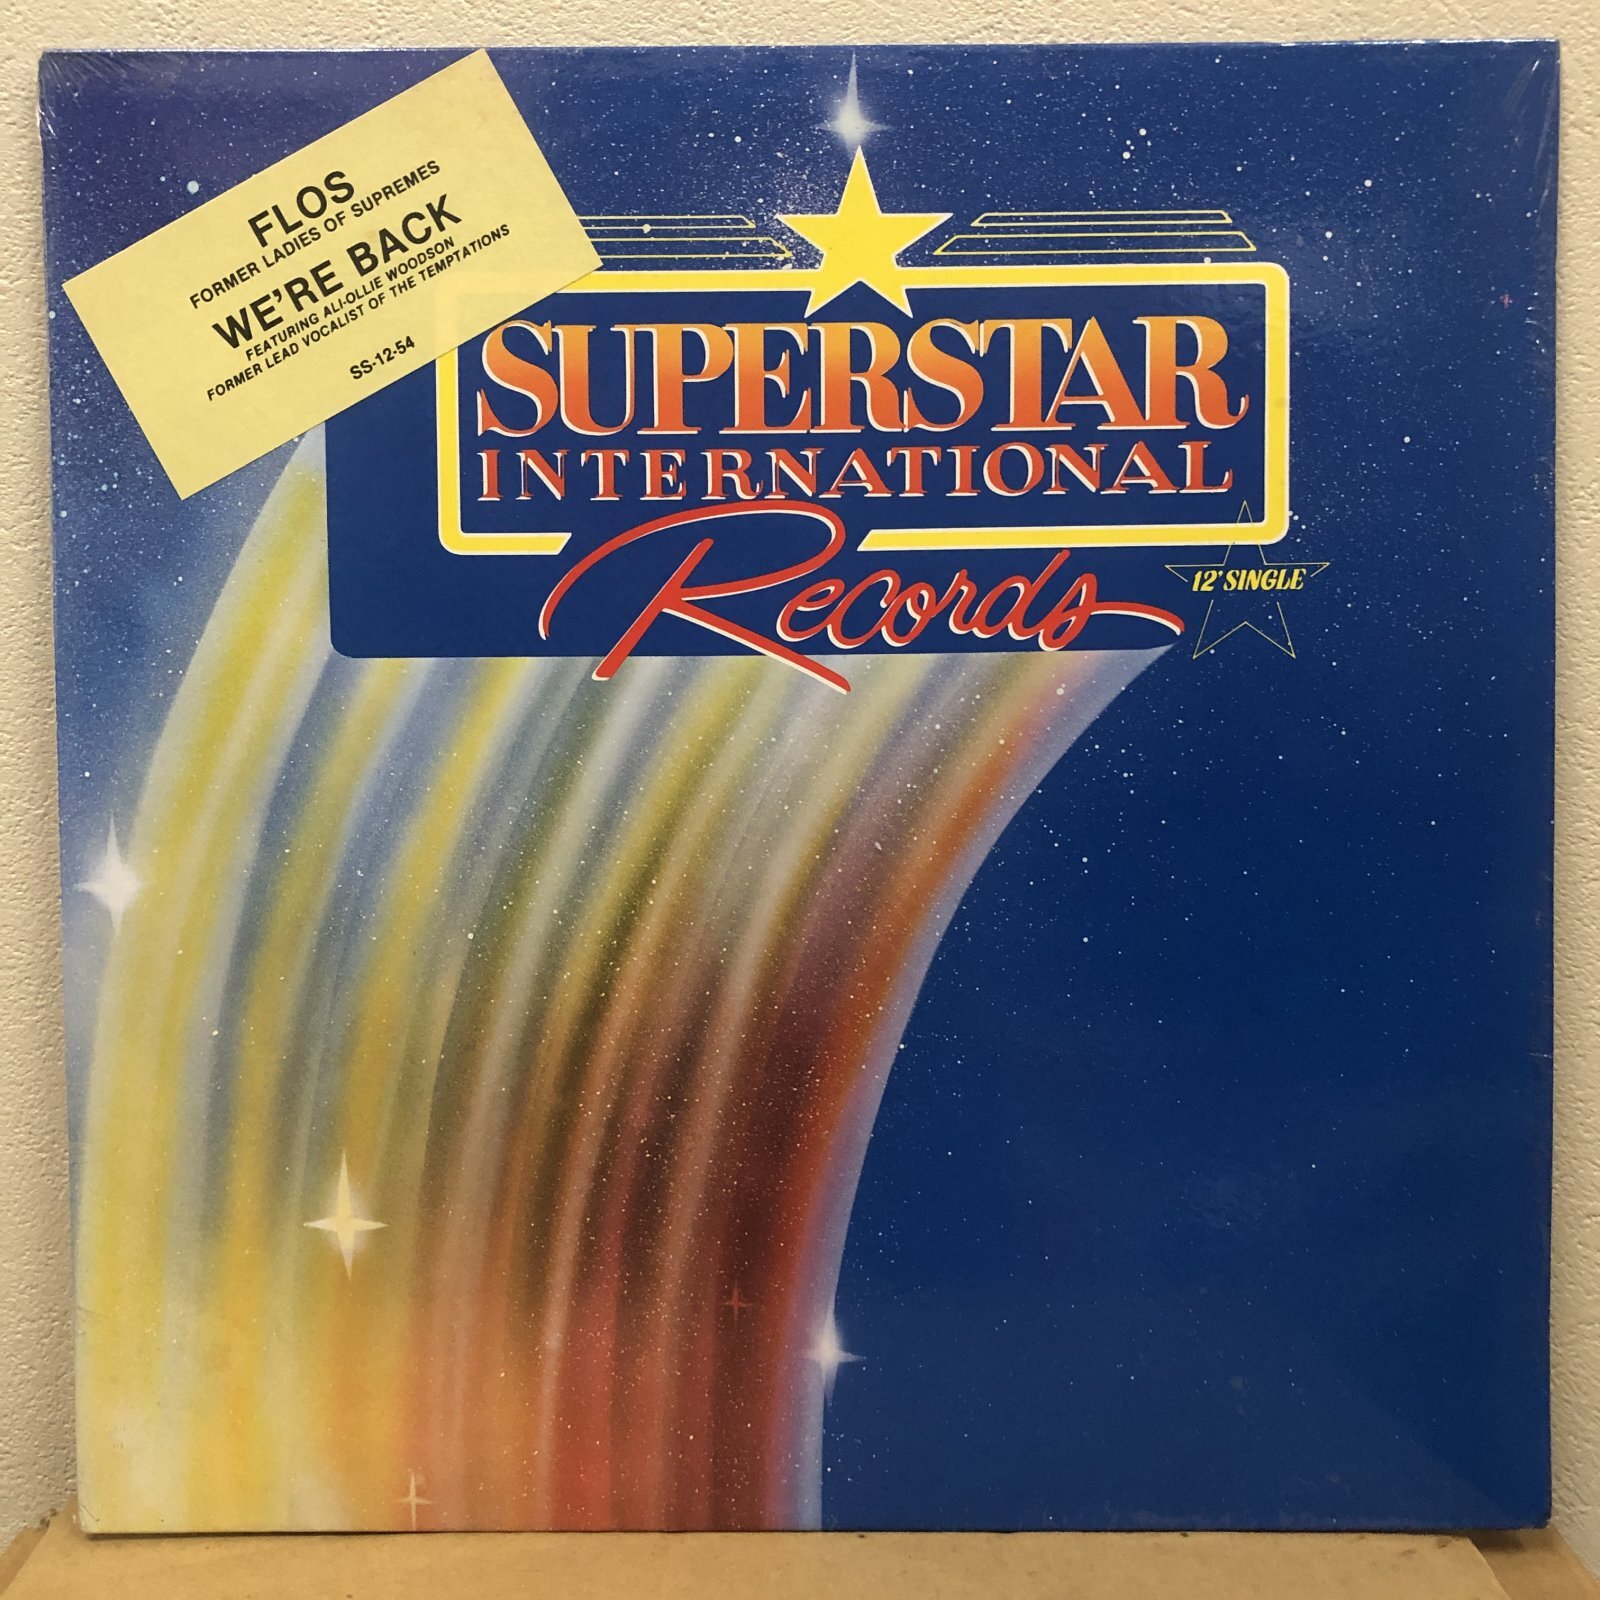 FLOS
FORMER LADIES OF SUPREMES
WE'RE BACK
FEATURING ALI-OLLIE WOODSON
FORMER LEAD VOCALIST OF THE TEMPTATIONS
SS-12-54
SUPERSTAR
INTERNATIONAL
Records
12' SINGLE